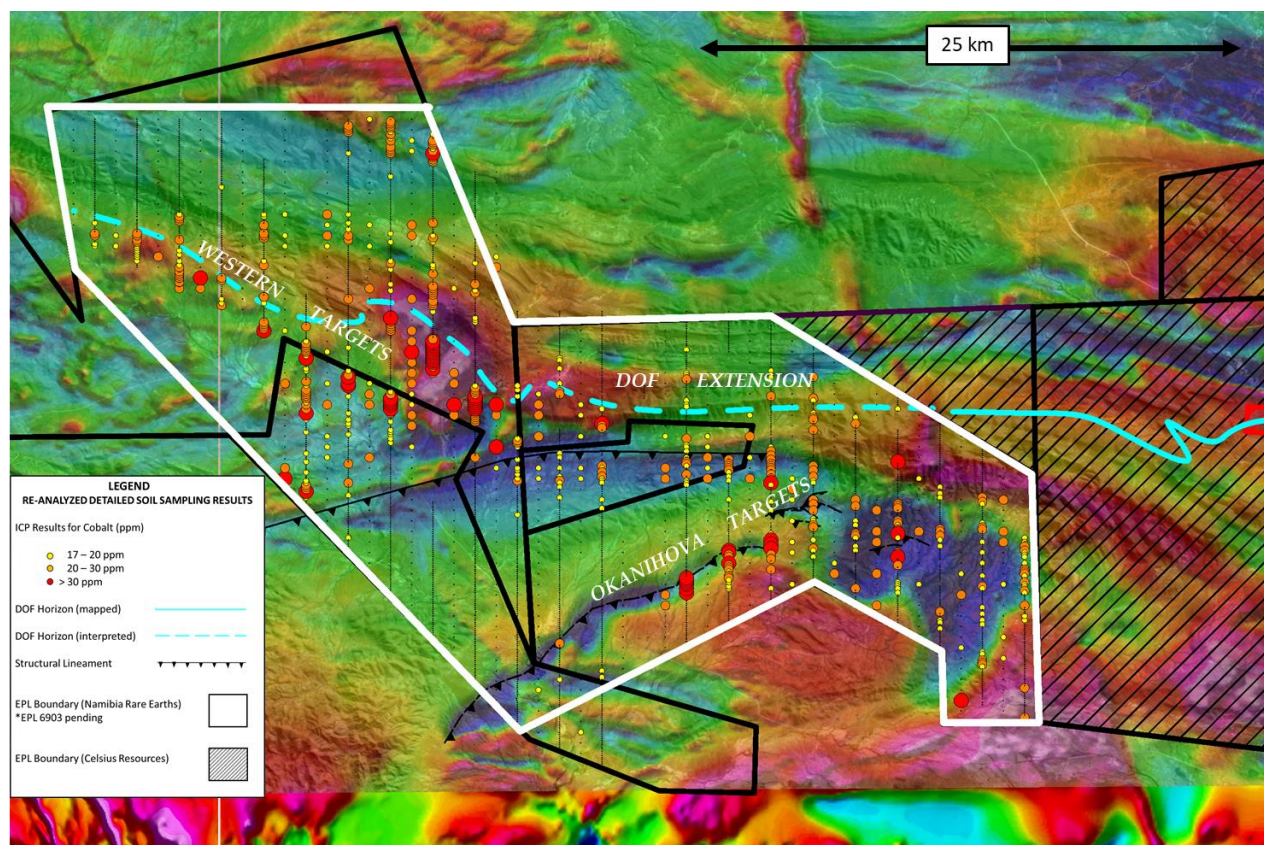 25 km
WESTERN
TARGETS
DOF EXTENSION
OKANIHOVA TARGETS
LEGEND
RE-ANALYZED DETAILED SOIL SAMPLING RESULTS
ICP Results for Cobalt (ppm)
17 – 20 ppm
20 – 30 ppm
> 30 ppm
DOF Horizon (mapped)
DOF Horizon (interpreted)
Structural Lineament
EPL Boundary (Namibia Rare Earths)
*EPL 6903 pending
EPL Boundary (Celsius Resources)